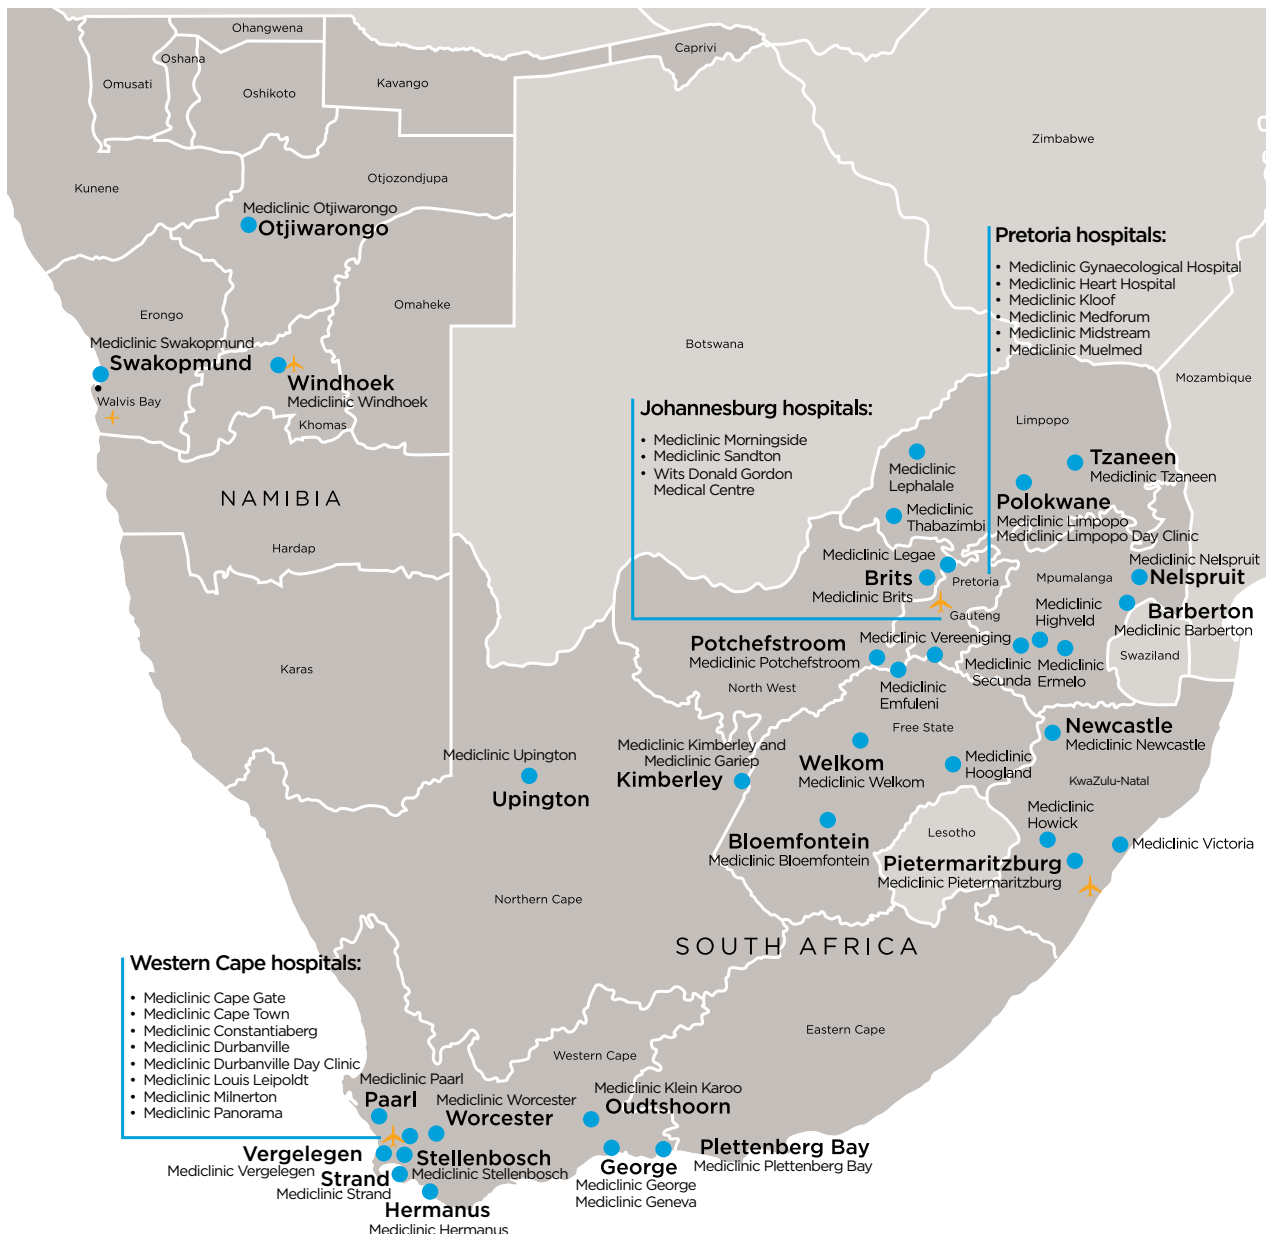 Ohangwena
Oshana
Omusati
Oshikoto
Kavango
Caprivi
Zimbabwe
Kunene
Otjozondjupa
Mediclinic Otjiwarongo
Otjiwarongo
Pretoria hospitals:
• Mediclinic Gynaecological Hospital
• Mediclinic Heart Hospital
• Mediclinic Kloof
• Mediclinic Medforum
• Mediclinic Midstream
• Mediclinic Muelmed
Omaheke
Erongo
Mediclinic Swakopmund
Swakopmund
Botswana
Windhoek
Mediclinic Windhoek
Mozambique
Walvis Bay
Khomas
Johannesburg hospitals:
• Mediclinic Morningside
• Mediclinic Sandton
• Wits Donald Gordon
Medical Centre
Limpopo
Tzaneen
Mediclinic Tzaneen
Mediclinic
Lephalale
NAMIBIA
Polokwane
Mediclinic Limpopo
Mediclinic Limpopo Day Clinic
Mediclinic
Thabazimbi
Hardap
Mediclinic Legae
Brits
Mediclinic Brits
Pretoria
Mpumalanga
Mediclinic Nelspruit
Nelspruit
Gauteng
Mediclinic
Highveld
Barberton
Mediclinic Barberton
Potchefstroom
Mediclinic Potchefstroom
Mediclinic Vereeniging
Mediclinic
Secunda
Mediclinic
Ermelo
Swaziland
Karas
North West
Mediclinic
Emfuleni
Free State
Newcastle
Mediclinic Newcastle
Mediclinic Upington
Upington
Mediclinic Kimberley and
Mediclinic Gariep
Kimberley
Welkom
Mediclinic Welkom
Mediclinic
Hoogland
KwaZulu-Natal
Mediclinic
Howick
Bloemfontein
Mediclinic Bloemfontein
Lesotho
Mediclinic Victoria
Pietermaritzburg
Mediclinic Pietermaritzburg
Northern Cape
SOUTH AFRICA
Western Cape hospitals:
• Mediclinic Cape Gate
• Mediclinic Cape Town
• Mediclinic Constantiaberg
• Mediclinic Durbanville
• Mediclinic Durbanville Day Clinic
• Mediclinic Louis Leipoldt
• Mediclinic Milnerton
• Mediclinic Panorama
Eastern Cape
Western Cape
Mediclinic Paarl
Paarl
Mediclinic Worcester
Worcester
Mediclinic Klein Karoo
Oudtshoorn
Vergelegen
Mediclinic Vergelegen
Stellenbosch
Mediclinic Stellenbosch
Strand
Mediclinic Strand
George
Mediclinic George
Mediclinic Geneva
Plettenberg Bay
Mediclinic Plettenberg Bay
Hermanus
Mediclinic Hermanus